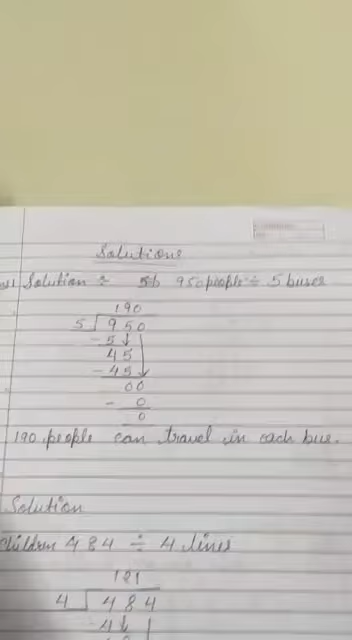 Solutions
Solution = 950 people ÷ 5 buses
190
5 950
- 5
45
- 45
00
- 0
0
190 people can travel in each bus.
Solution
children 484 ÷ 4 lines
121
4 484
- 4